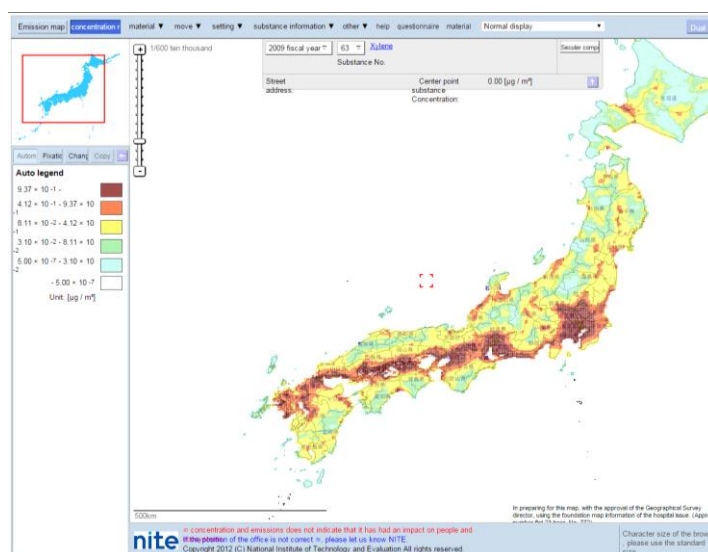 Emission map concentration r material ▼ move ▼ setting ▼ substance information ▼ other ▼ help questionnaire material Normal display ▼ Dual
1/600 ten thousand
2009 fiscal year 63 Xylene Secular comp
Substance No.
Street address: Center point substance Concentration: 0.00 [μg / m³]
Autom Fixatic Chang Copy
Auto legend
9.37 × 10 -1 -
4.12 × 10 -1 - 9.37 × 10 -1
8.11 × 10 -2 - 4.12 × 10 -1
3.10 × 10 -2 - 8.11 × 10 -2
5.00 × 10 -7 - 3.10 × 10 -2
- 5.00 × 10 -7
Unit: [μg / m³]
500km
In preparing for this map, with the approval of the Geographical Survey
director, using the foundation map information of the hospital issue. (Appro
nite
※ concentration and emissions does not indicate that it has had an impact on people and
position of the office is not correct ※, please let us know NITE.
Copyright 2012 (C) National Institute of Technology and Evaluation All rights reserved
Character size of the brow
, please use the standard